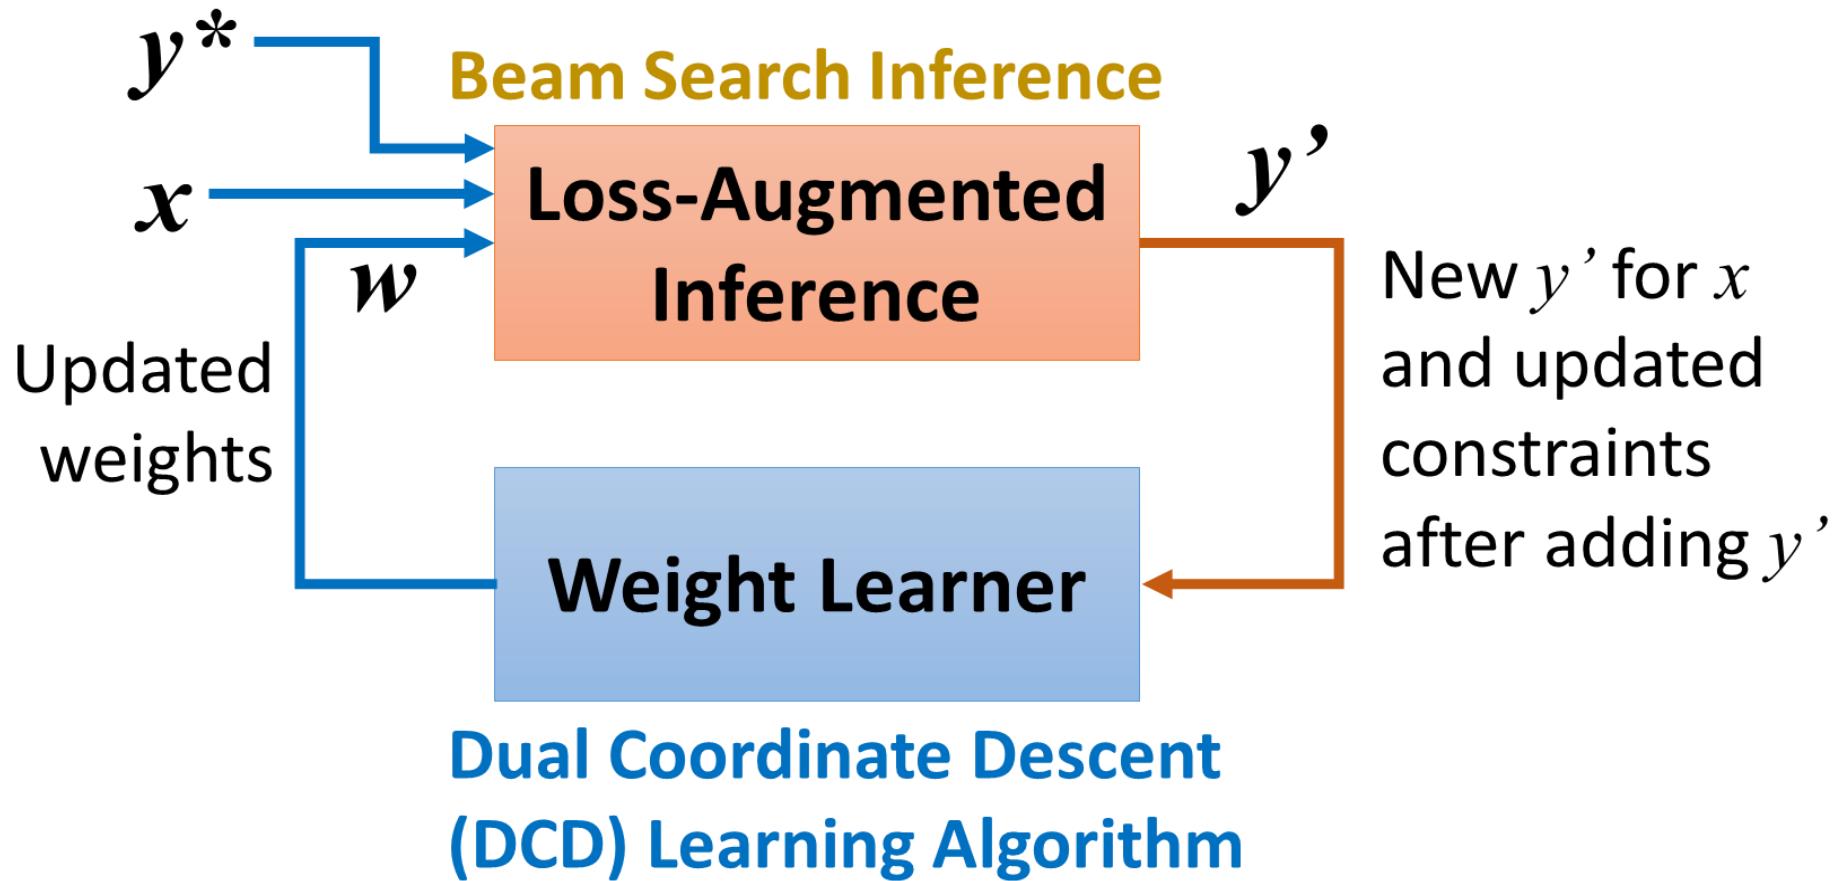 y*
Beam Search Inference
x
Loss-Augmented
Inference
y’
w
New y’ for x
and updated
constraints
after adding y’
Updated
weights
Weight Learner
Dual Coordinate Descent
(DCD) Learning Algorithm